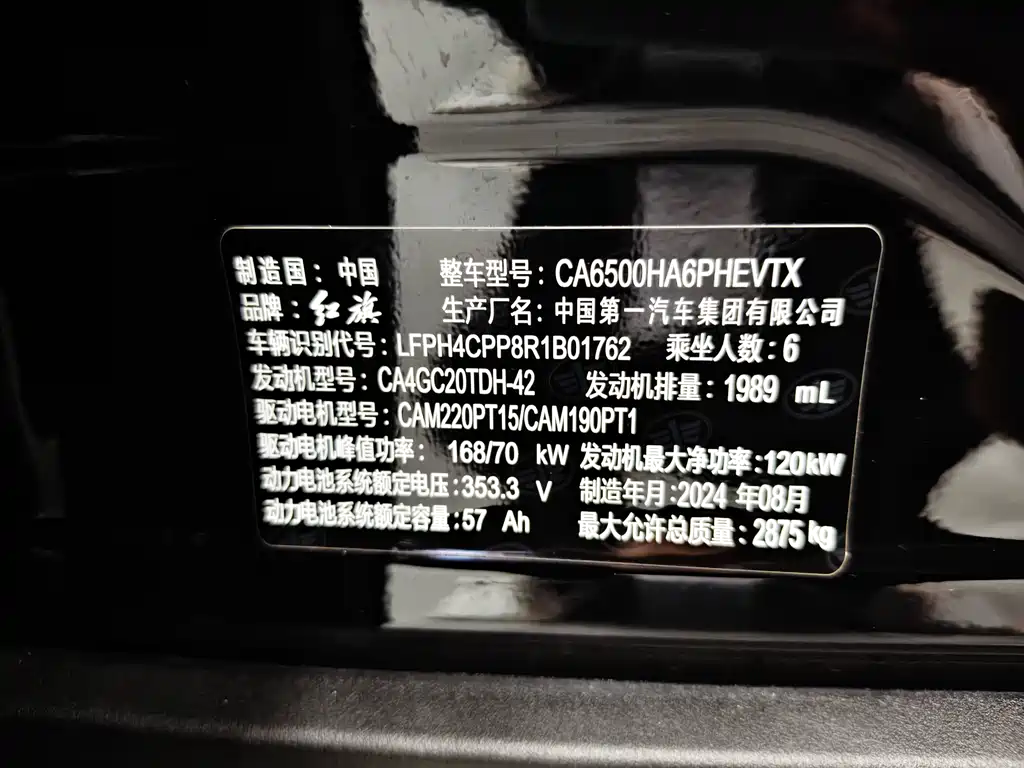 制造国：中国 整车型号：CA6500HA6PHEVTX
品牌：红旗 生产厂名：中国第一汽车集团有限公司
车辆识别代号：LFPH4CPP8R1B01762 乘坐人数：6
发动机型号：CA4GC20TDH-42 发动机排量：1989 mL
驱动电机型号：CAM220PT15/CAM190PT1
驱动电机峰值功率：168/70 kW 发动机最大净功率：120kW
动力电池系统额定电压：353.3 V 制造年月：2024 年08月
动力电池系统额定容量：57 Ah 最大允许总质量：2875kg